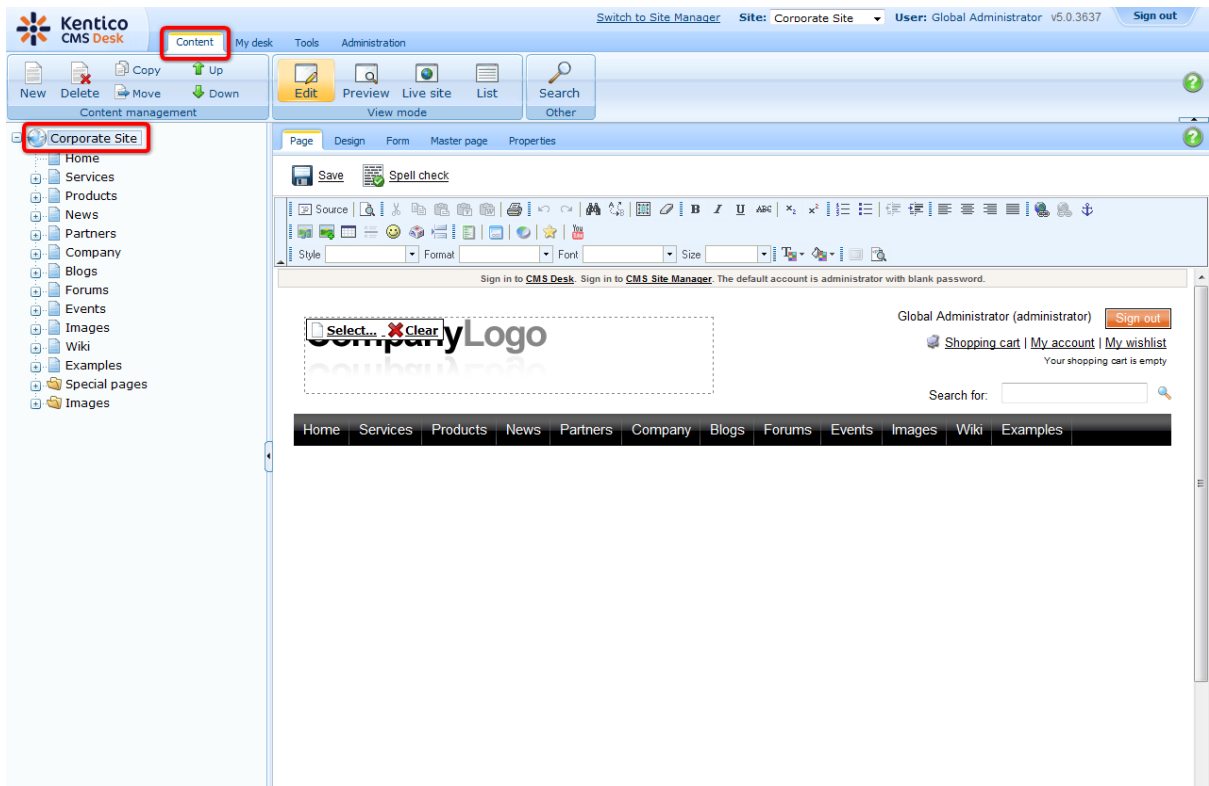 Kentico
CMS Desk
Switch to Site Manager Site: Corporate Site User: Global Administrator v5.0.3637 Sign out
Content My desk Tools Administration
New Delete Copy Move Up Down
Content management
Edit Preview Live site List
View mode
Search
Other
Corporate Site
Home
Services
Products
News
Partners
Company
Blogs
Forums
Events
Images
Wiki
Examples
Special pages
Images
Page Design Form Master page Properties
Save Spell check
Source B I U ABC x₂ x²
You
Style Format Font Size
Sign in to CMS Desk. Sign in to CMS Site Manager. The default account is administrator with blank password.
Select... Clear
CompanyLogo
Global Administrator (administrator) Sign out
Shopping cart | My account | My wishlist
Your shopping cart is empty
Search for:
Home Services Products News Partners Company Blogs Forums Events Images Wiki Examples